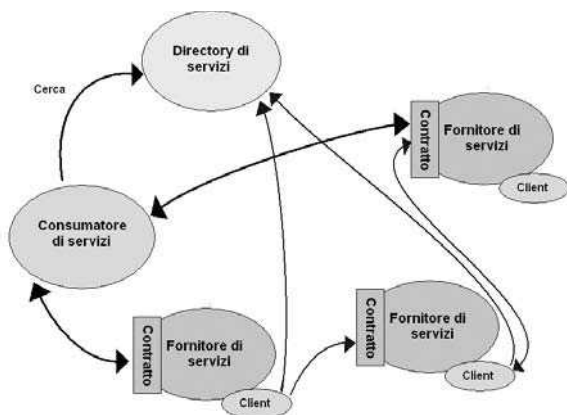 Directory di
servizi
Cerca
Contratto
Fornitore di
servizi
Client
Consumatore
di servizi
Contratto
Fornitore di
servizi
Client
Contratto
Fornitore di
servizi
Client